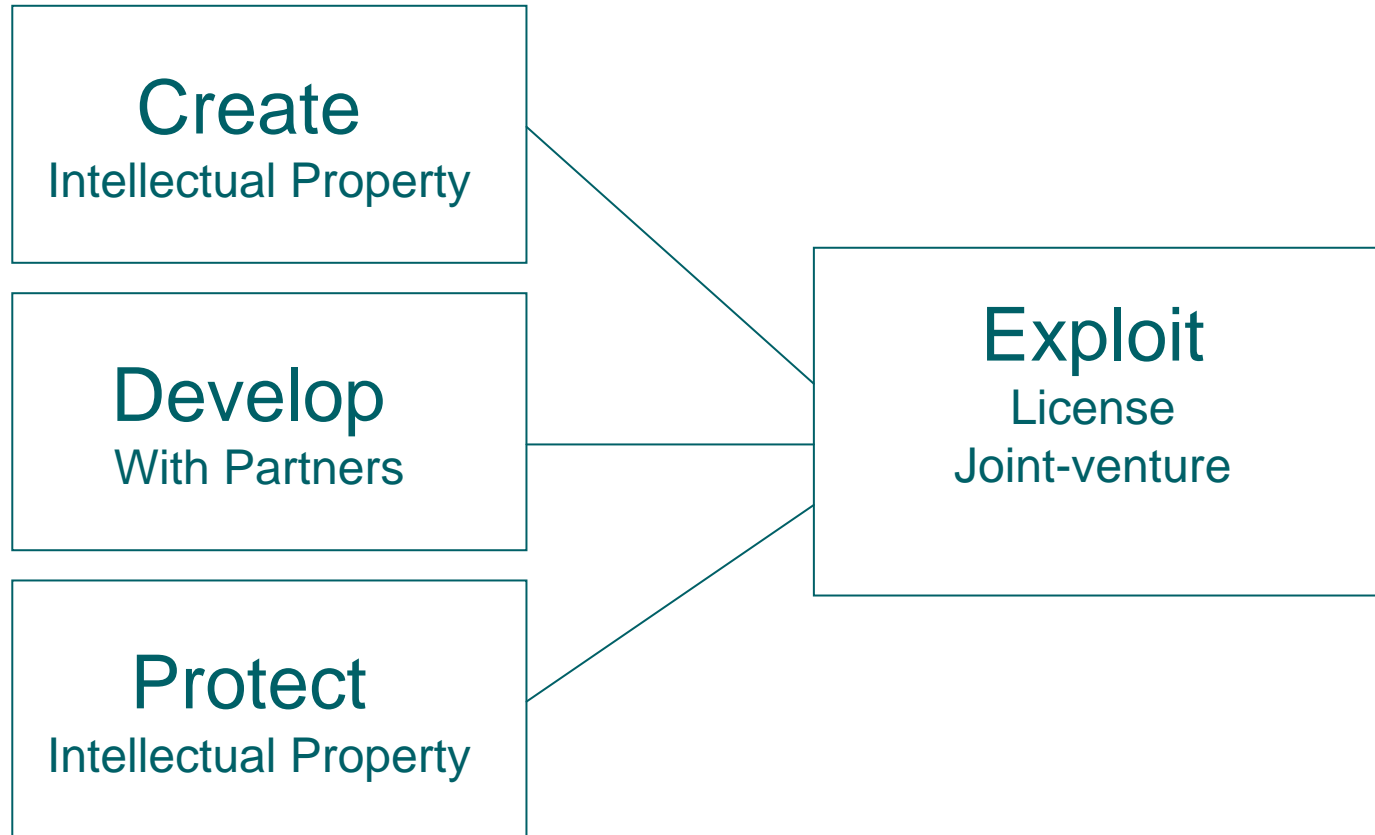 Create
Intellectual Property
Develop
With Partners
Protect
Intellectual Property
Exploit
License
Joint-venture